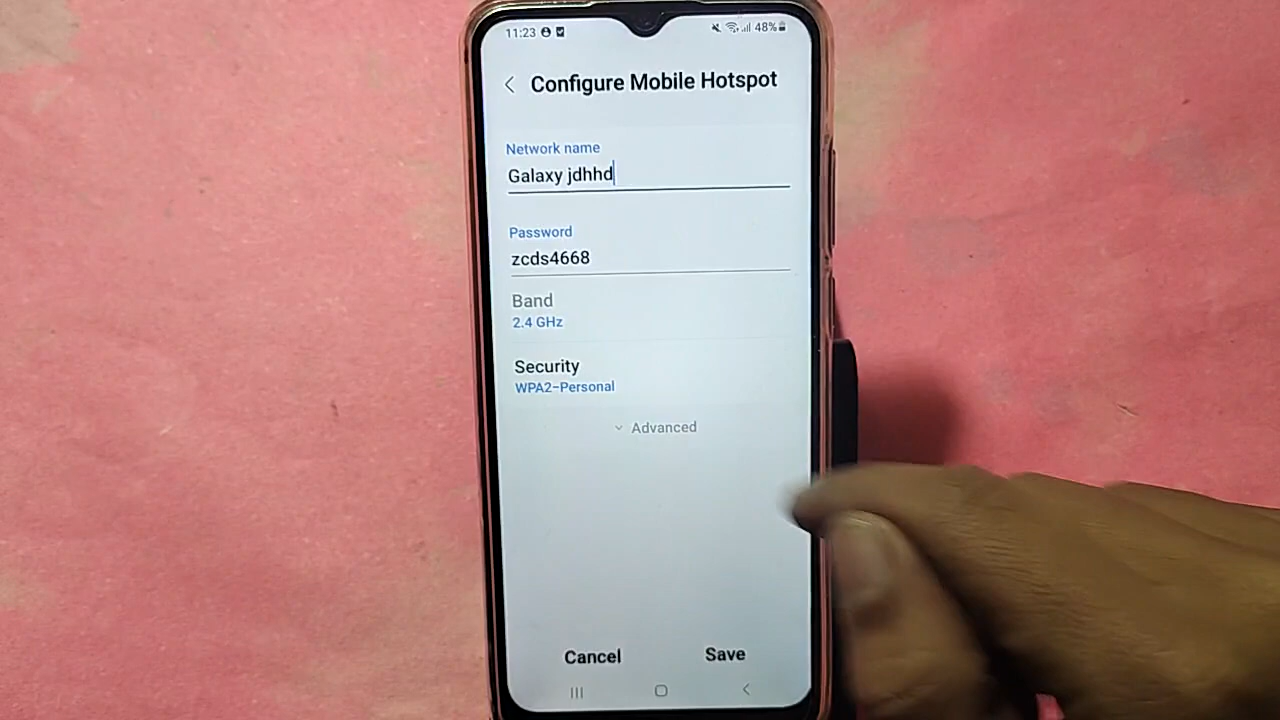 11:23 48%
Configure Mobile Hotspot
Network name
Galaxy jdhhd
Password
zcds4668
Band
2.4 GHz
Security
WPA2-Personal
Advanced
Cancel Save